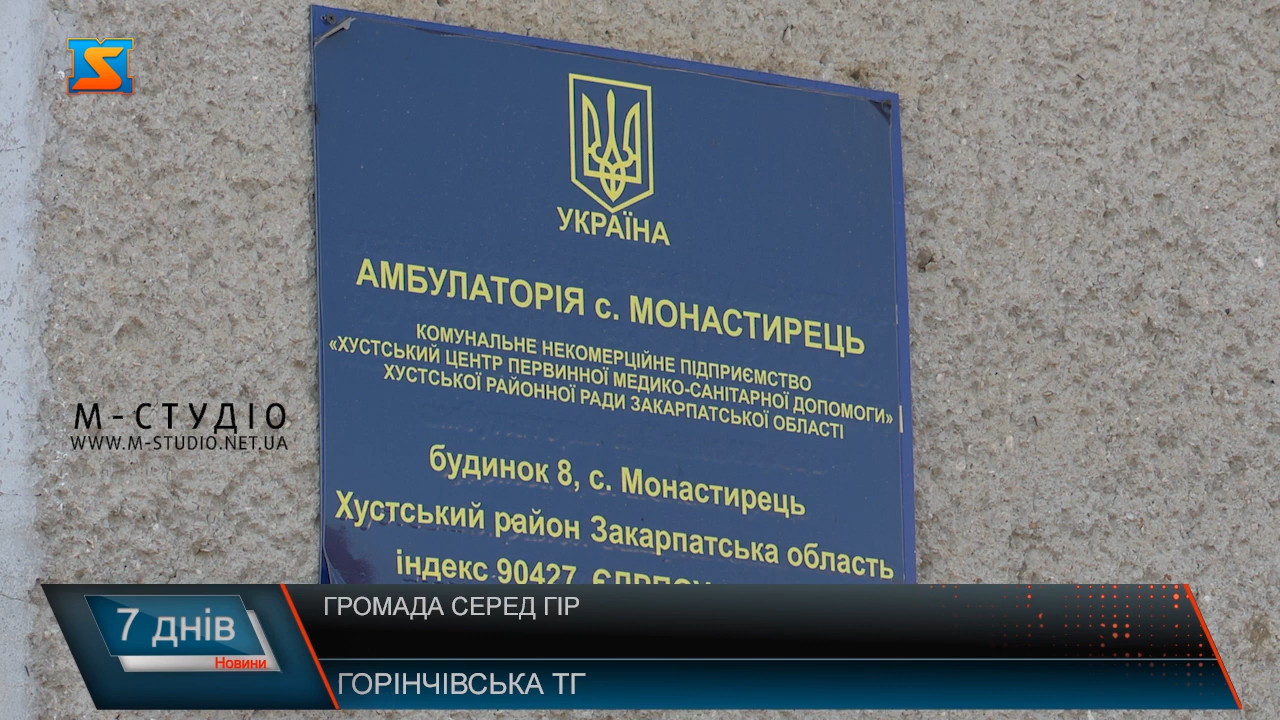 УКРАЇНА
АМБУЛАТОРІЯ с. МОНАСТИРЕЦЬ
КОМУНАЛЬНЕ НЕКОМЕРЦІЙНЕ ПІДПРИЄМСТВО
«ХУСТСЬКИЙ ЦЕНТР ПЕРВИННОЇ МЕДИКО-САНІТАРНОЇ ДОПОМОГИ»
ХУСТСЬКОЇ РАЙОННОЇ РАДИ ЗАКАРПАТСЬКОЇ ОБЛАСТІ
будинок 8, с. Монастирець
Хустський район Закарпатська область
індекс 90427
М-СТУДІО
WWW.M-STUDIO.NET.UA
7 днів
Новини
ГРОМАДА СЕРЕД ГІР
ГОРІНЧІВСЬКА ТГ